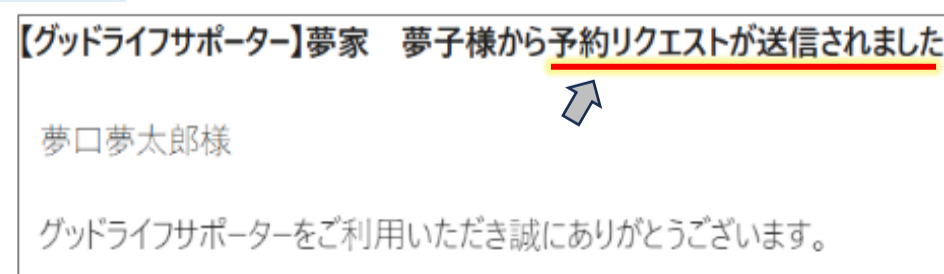 【グッドライフサポーター】夢家　夢子様から予約リクエストが送信されました
夢口夢太郎様
グッドライフサポーターをご利用いただき誠にありがとうございます。